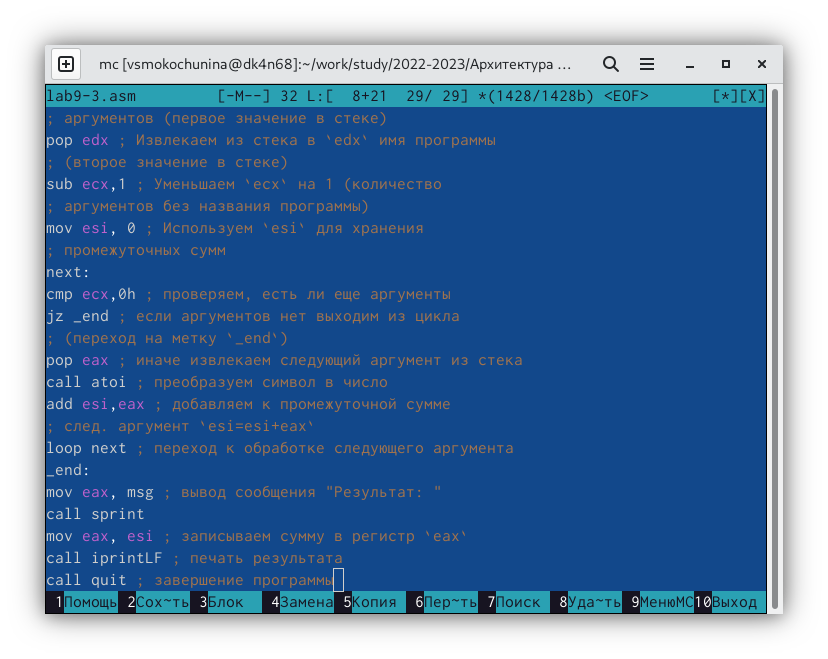 mc [vsmokochunina@dk4n68]:~/work/study/2022-2023/Архитектура ...
lab9-3.asm [-M--] 32 L:[ 8+21 29/ 29] *(1428/1428b) <EOF> [*][X]
; аргументов (первое значение в стеке)
pop edx ; Извлекаем из стека в `edx` имя программы
; (второе значение в стеке)
sub ecx,1 ; Уменьшаем `ecx` на 1 (количество
; аргументов без названия программы)
mov esi, 0 ; Используем `esi` для хранения
; промежуточных сумм
next:
cmp ecx,0h ; проверяем, есть ли еще аргументы
jz _end ; если аргументов нет выходим из цикла
; (переход на метку `_end`)
pop eax ; иначе извлекаем следующий аргумент из стека
call atoi ; преобразуем символ в число
add esi,eax ; добавляем к промежуточной сумме
; след. аргумент `esi=esi+eax`
loop next ; переход к обработке следующего аргумента
_end:
mov eax, msg ; вывод сообщения "Результат: "
call sprint
mov eax, esi ; записываем сумму в регистр `eax`
call iprintLF ; печать результата
call quit ; завершение программы
1Помощь 2Сох~ть 3Блок 4Замена 5Копия 6Пер~ть 7Поиск 8Уда~ть 9МенюMC 10Выход